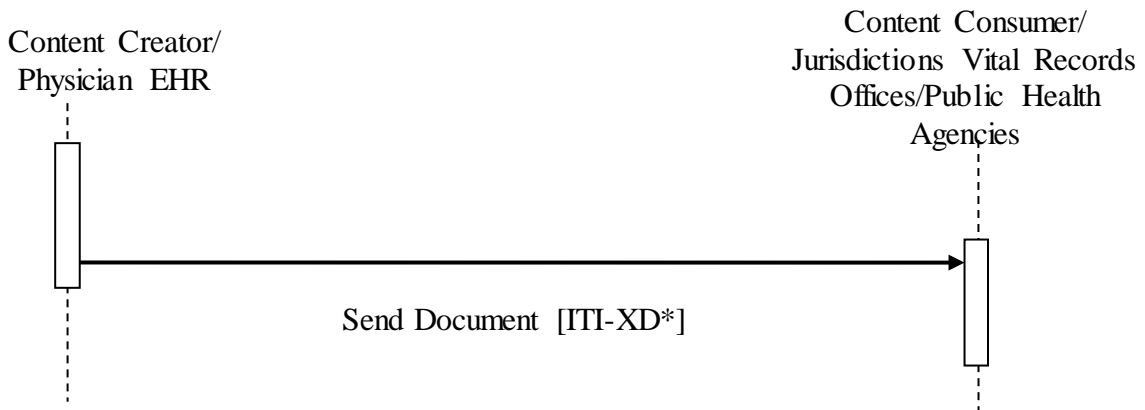 Content Creator/
Physician EHR
Content Consumer/
Jurisdictions Vital Records
Offices/Public Health
Agencies
Send Document [ITI-XD*]